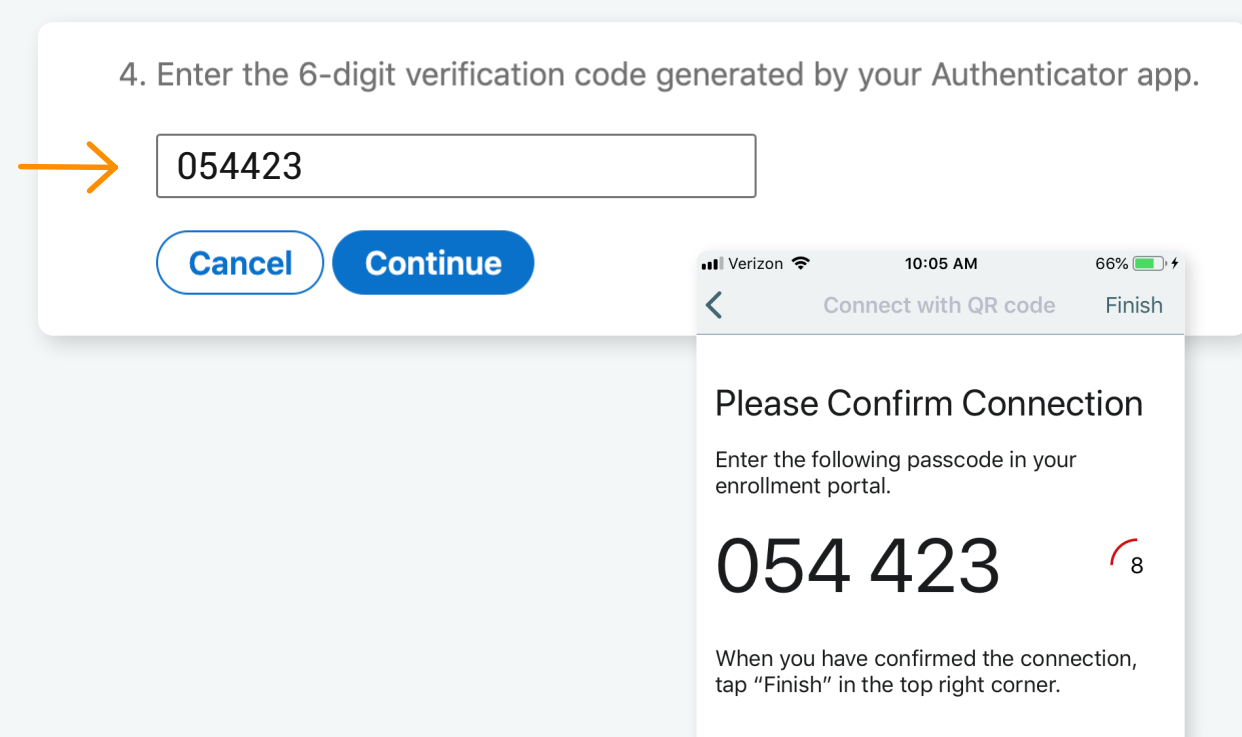 4. Enter the 6-digit verification code generated by your Authenticator app.
054423
Cancel Continue
Verizon 10:05 AM 66%
Connect with QR code Finish
Please Confirm Connection
Enter the following passcode in your
enrollment portal.
054 423 8
When you have confirmed the connection,
tap “Finish” in the top right corner.